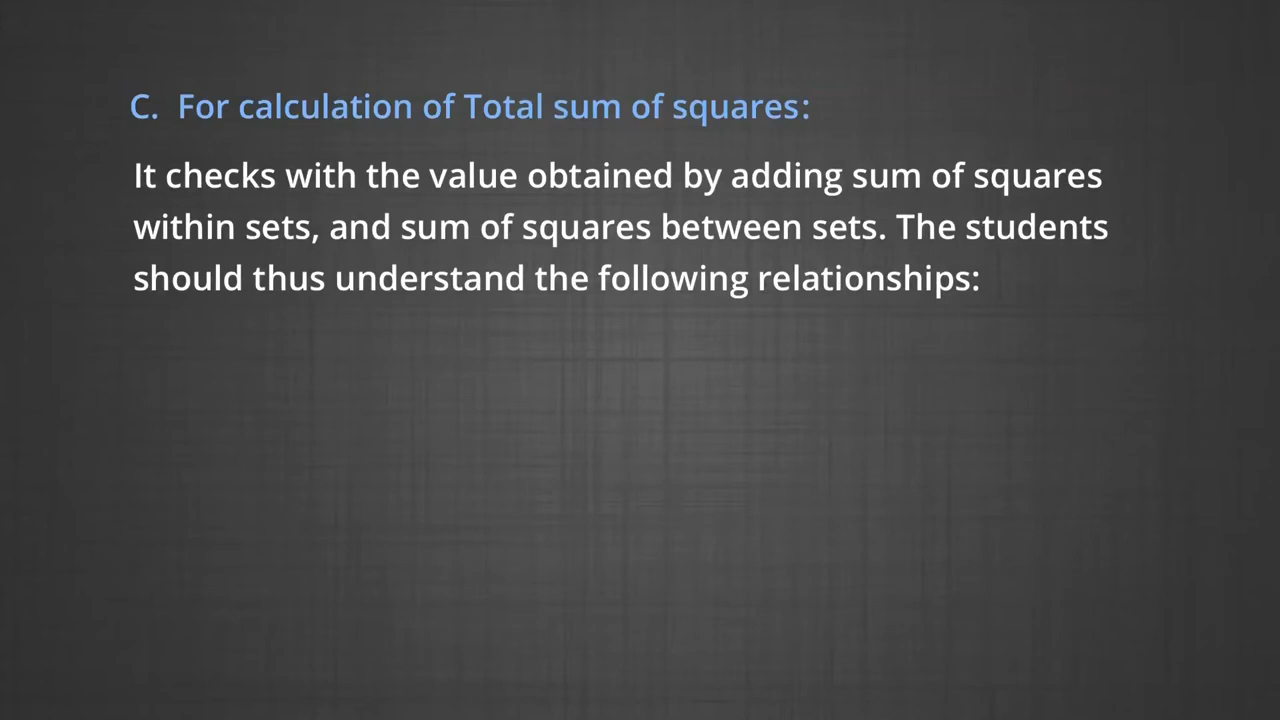 C. For calculation of Total sum of squares:
It checks with the value obtained by adding sum of squares
within sets, and sum of squares between sets. The students
should thus understand the following relationships: